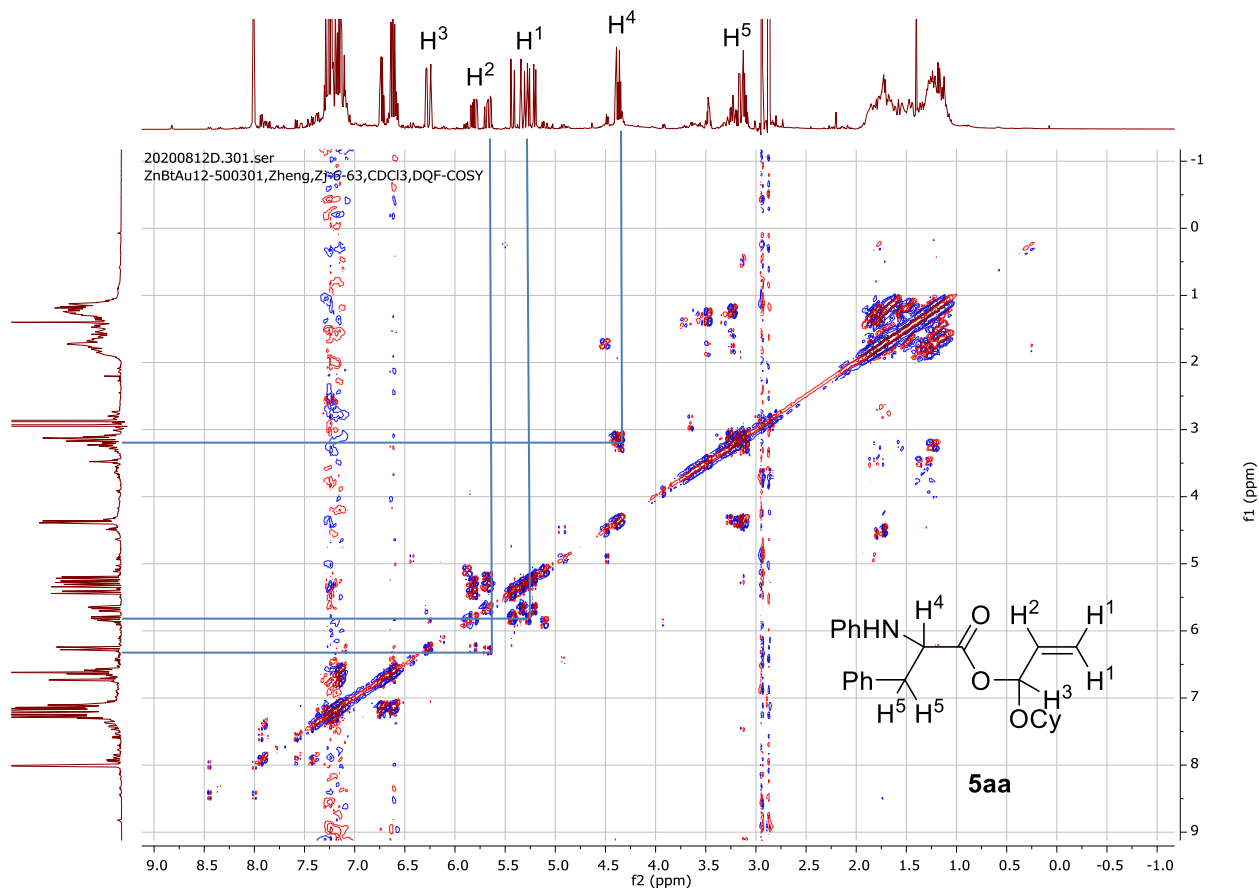 H³ H² H¹ H⁴ H⁵
20200812D.301.ser
ZnBtAu12-500301,Zheng,Zj-6-63,CDCl3,DQF-COSY
-1
0
1
2
3
4
5
6
7
8
9
f1 (ppm)
H⁴ O H² H¹
PhHN
Ph O H¹
H⁵ H⁵ H³
OCy
5aa
9.0 8.5 8.0 7.5 7.0 6.5 6.0 5.5 5.0 4.5 4.0 3.5 3.0 2.5 2.0 1.5 1.0 0.5 0.0 -0.5 -1.0
f2 (ppm)